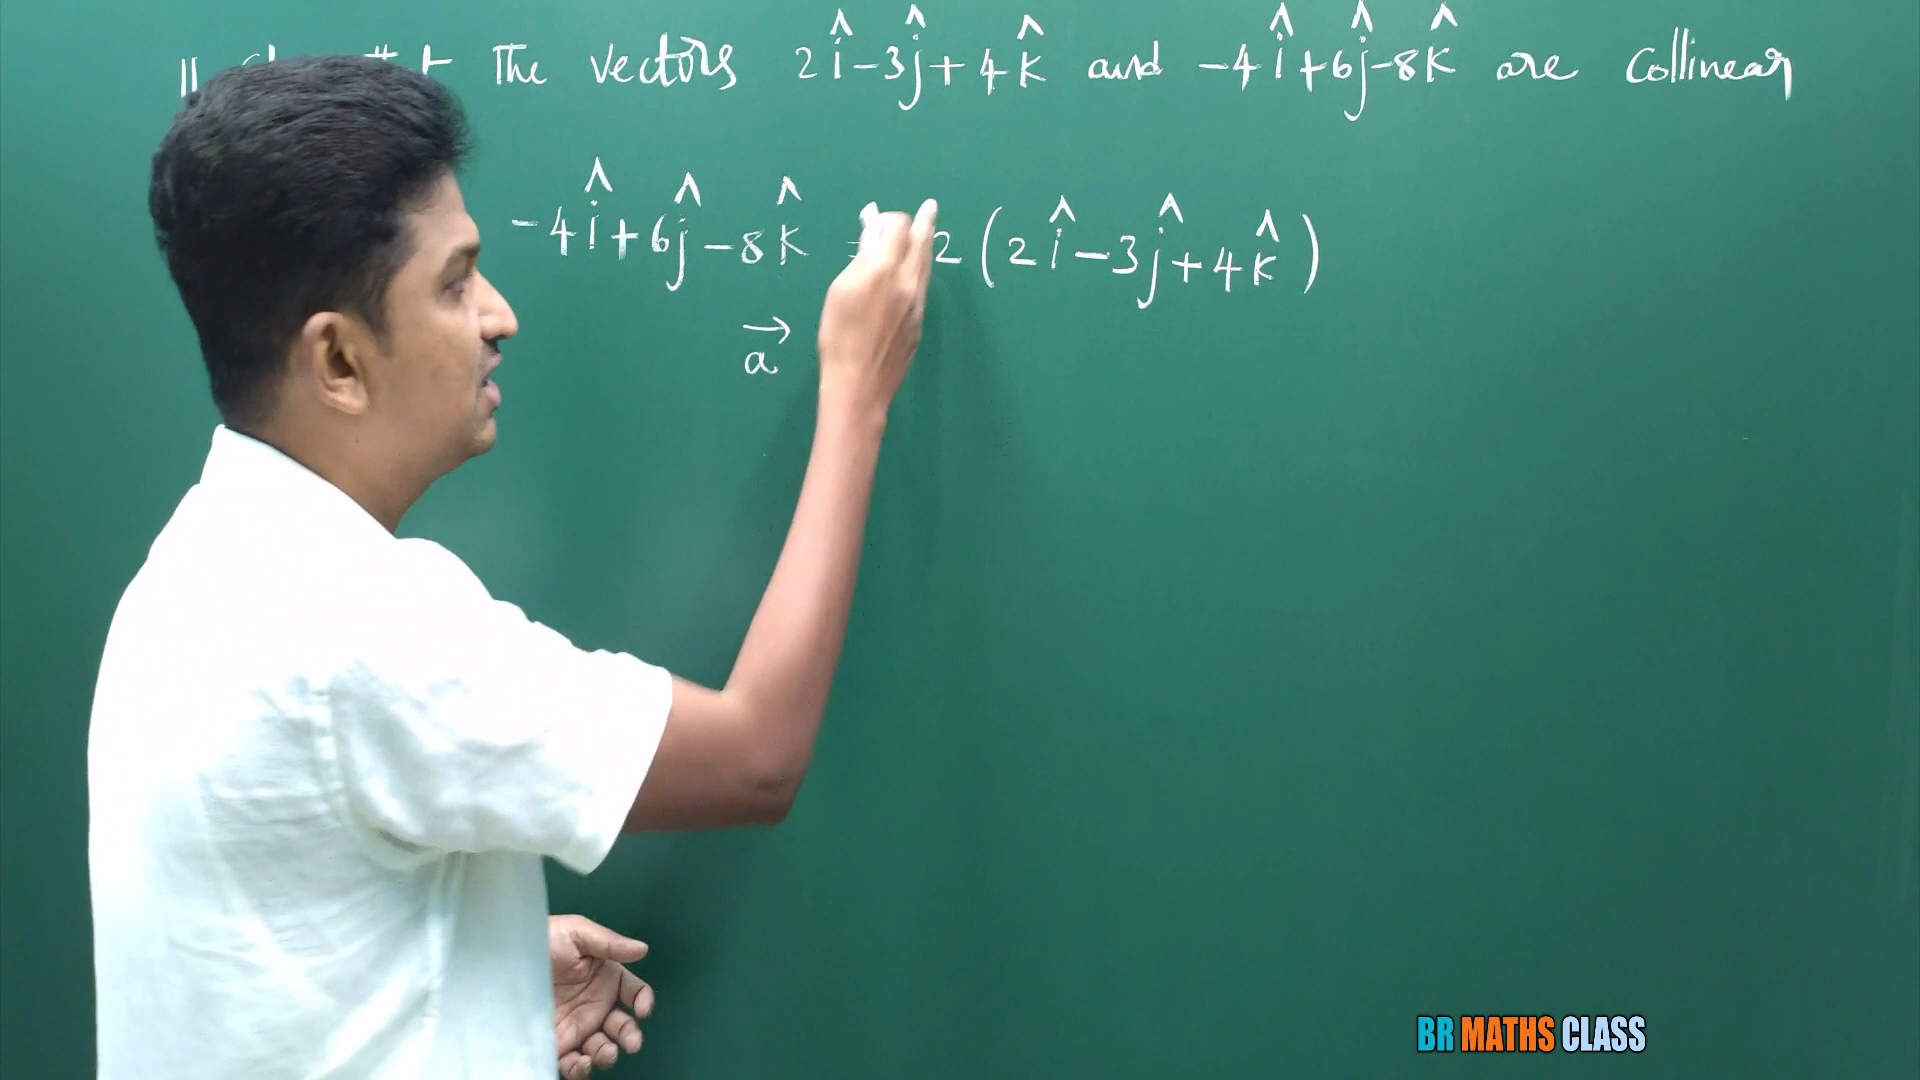 11 The vectors 2î-3ĵ+4k̂ and -4î+6ĵ-8k̂ are collinear
-4î+6ĵ-8k̂ 2(2î-3ĵ+4k̂)
a⃗
BR MATHS CLASS